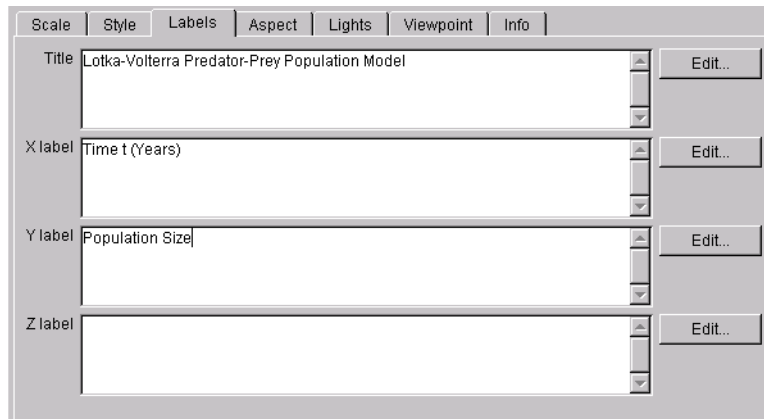 Scale Style Labels Aspect Lights Viewpoint Info
Title Lotka-Volterra Predator-Prey Population Model Edit...
X label Time t (Years) Edit...
Y label Population Size Edit...
Z label Edit...